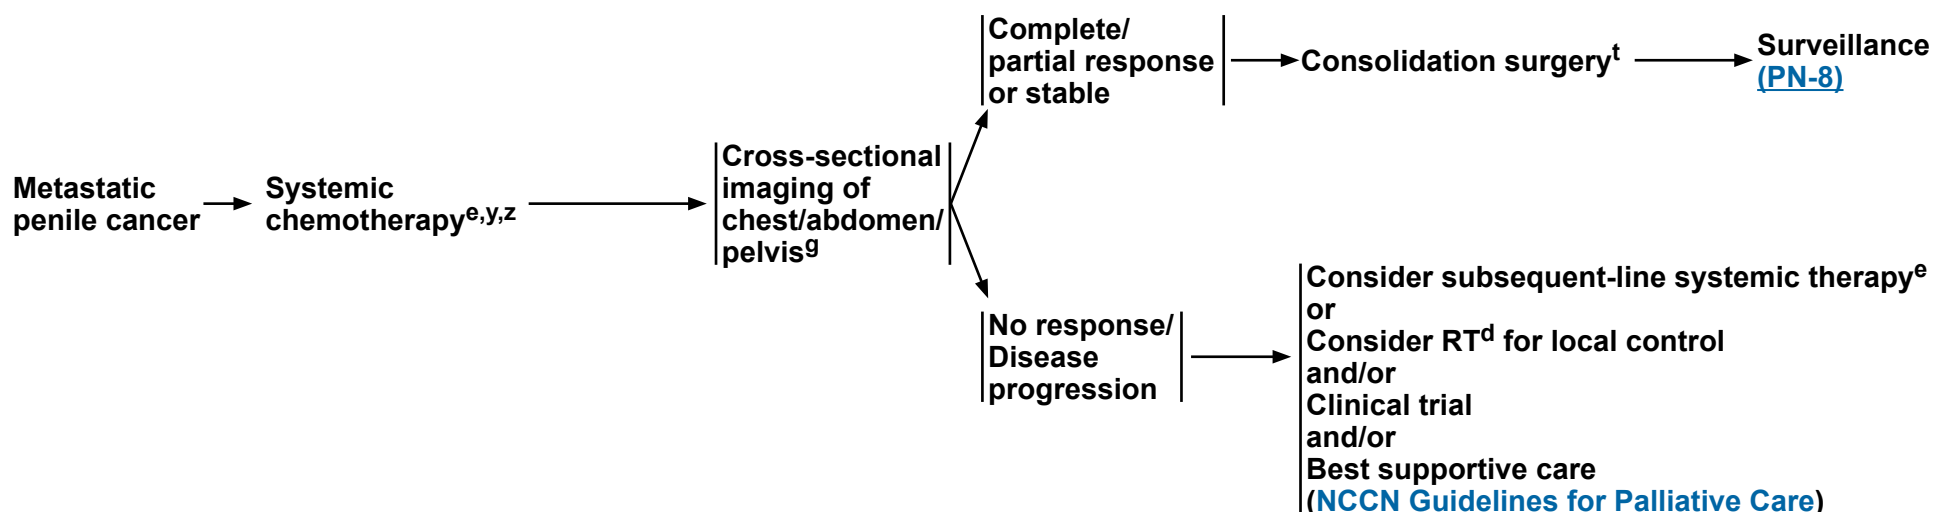 Metastatic
penile cancer
Systemic
chemotherapye,y,z
Cross-sectional
imaging of
chest/abdomen/
pelvisg
Complete/
partial response
or stable
Consolidation surgeryt
Surveillance
(PN-8)
No response/
Disease
progression
Consider subsequent-line systemic therapye
or
Consider RTd for local control
and/or
Clinical trial
and/or
Best supportive care
(NCCN Guidelines for Palliative Care)